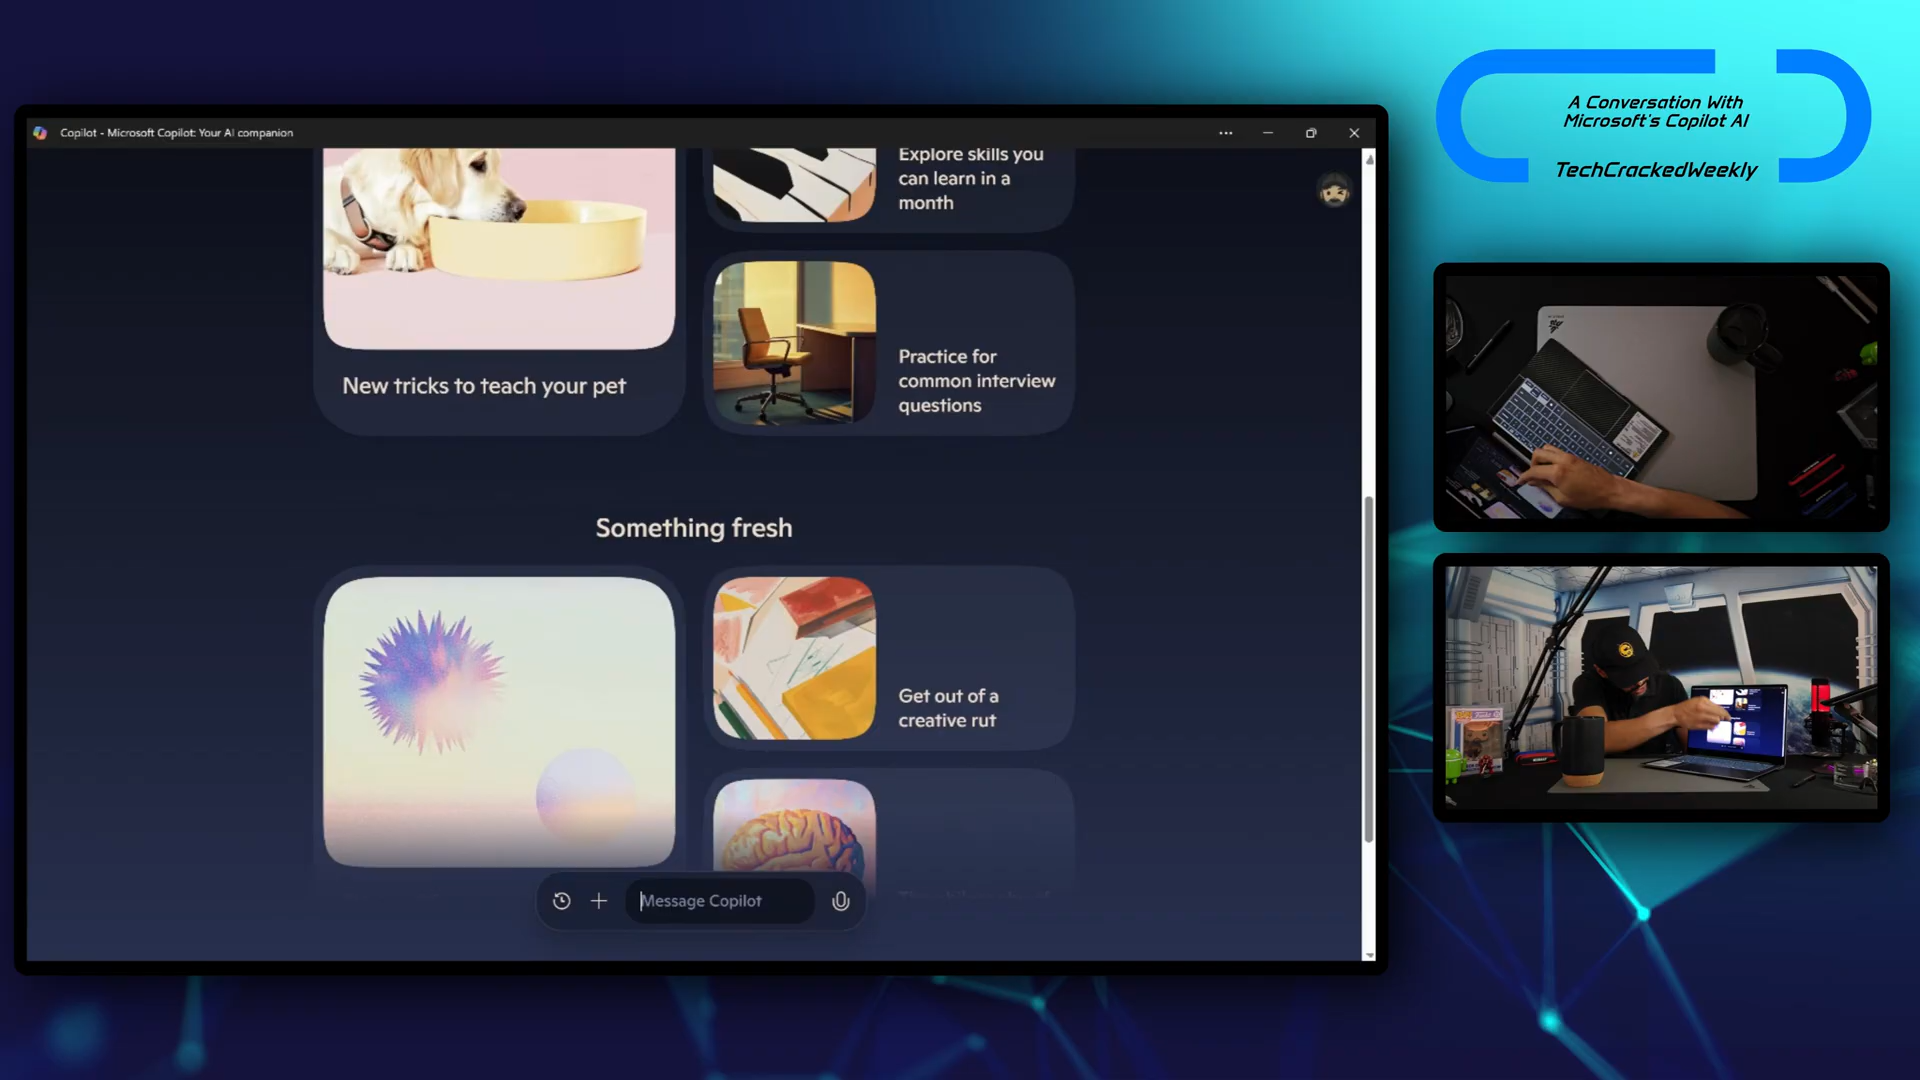 Copilot - Microsoft Copilot: Your AI companion
Explore skills you
can learn in a
month
New tricks to teach your pet
Practice for
common interview
questions
Something fresh
Get out of a
creative rut
Message Copilot
A Conversation With
Microsoft's Copilot AI
TechCrackedWeekly